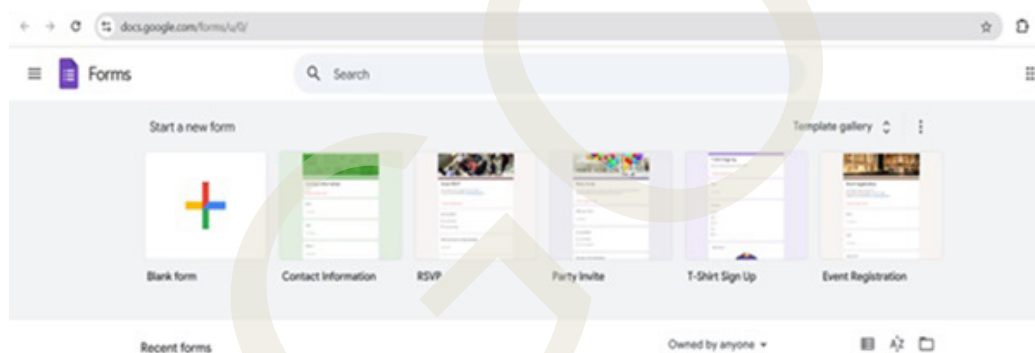 docs.google.com/forms/u/0/
Forms
Search
Start a new form
Template gallery
Blank form
Contact Information
RSVP
Party Invite
T-Shirt Sign Up
Event Registration
Recent forms
Owned by anyone
AZ